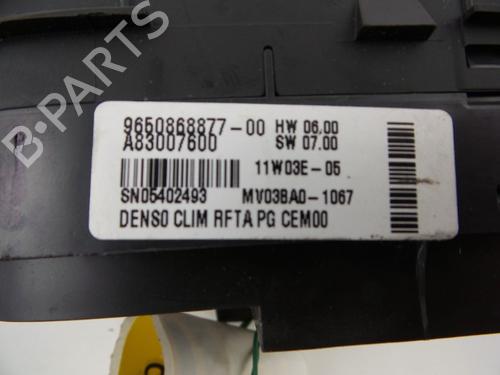 9650868877-00 HW 06.00
A83007600 SW 07.00
11W03E-05
SN05402493 MV03BA0-1067
DENSO CLIM RFTA PG CEM00
B-PARTS